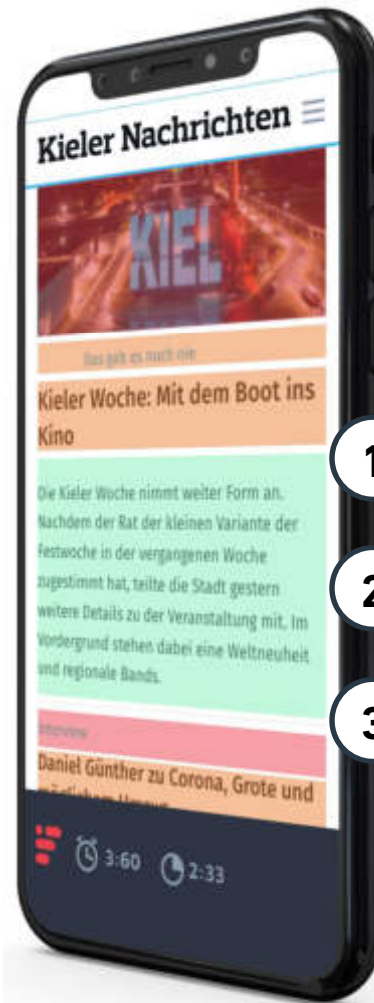 Kieler Nachrichten
KIEL
Das gab es noch nie
Kieler Woche: Mit dem Boot ins
Kino
Die Kieler Woche nimmt weiter Form an.
Nachdem der Rat der kleinen Variante der
Festwoche in der vergangenen Woche
zugestimmt hat, teilte die Stadt gestern
weitere Details zu der Veranstaltung mit. Im
Vordergrund stehen dabei eine Weltneuheit
und regionale Bands.
Interview
Daniel Günther zu Corona, Grote und
3:60 2:33
1
2
3